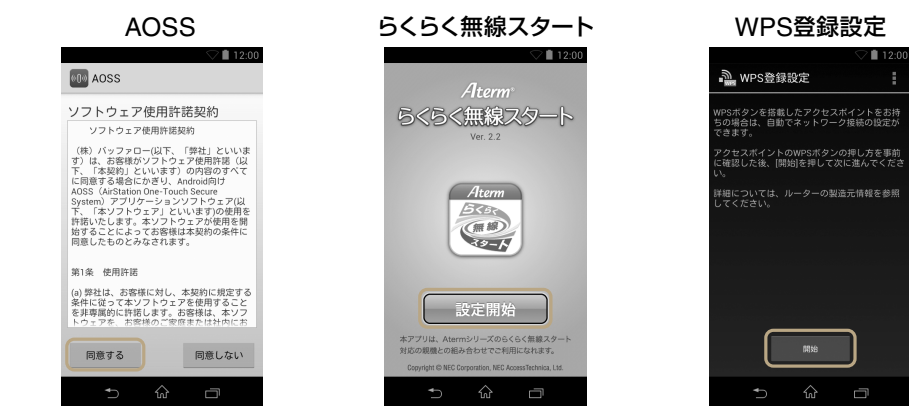 AOSS
12:00
AOSS
ソフトウェア使用許諾契約
ソフトウェア使用許諾契約
（株）バッファロー(以下、「弊社」といいま
す）は、お客様がソフトウェア使用許諾（以
下、「本契約」といいます）の内容のすべて
に同意する場合にかぎり、Android向け
AOSS（AirStation One-Touch Secure
System）アプリケーションソフトウェア(以
下、「本ソフトウェア」といいます)の使用を
許諾いたします。本ソフトウェアが使用を開
始することによってお客様は本契約の条件に
同意したものとみなされます。
第1条　使用許諾
(a) 弊社は、お客様に対し、本契約に規定する
条件に従って本ソフトウェアを使用すること
を非専属的に許諾します。お客様は、本ソフ
トウェアを、お客様のご家庭または社内にお
同意する
同意しない
らくらく無線スタート
12:00
Aterm®
らくらく無線スタート
Ver. 2.2
Aterm
らくらく
無線
スタート
設定開始
本アプリは、Atermシリーズのらくらく無線スタート
対応の親機との組み合わせでご利用になれます。
Copyright © NEC Corporation, NEC AccessTechnica, Ltd.
WPS登録設定
12:00
WPS登録設定
WPSボタンを搭載したアクセスポイントをお持
ちの場合は、自動でネットワーク接続の設定が
できます。
アクセスポイントのWPSボタンの押し方を事前
に確認した後、[開始]を押して次に進んでくださ
い。
詳細については、ルーターの製造元情報を参照
してください。
開始